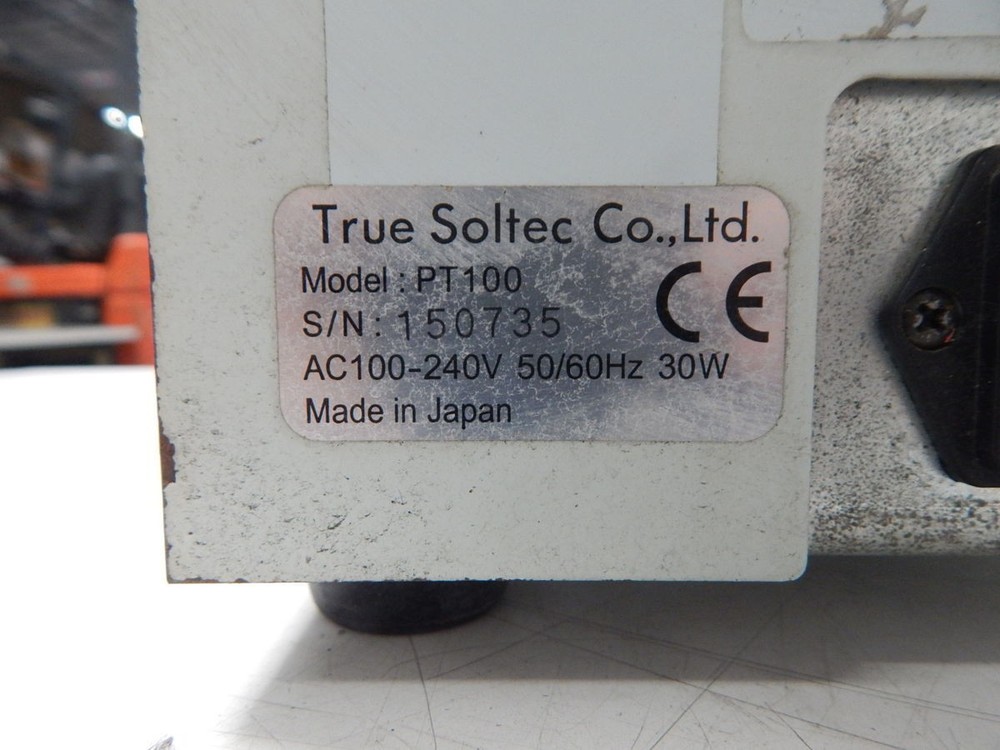 True Soltec Co.,Ltd.
Model : PT100
S/N : 150735
CE
AC100-240V 50/60Hz 30W
Made in Japan